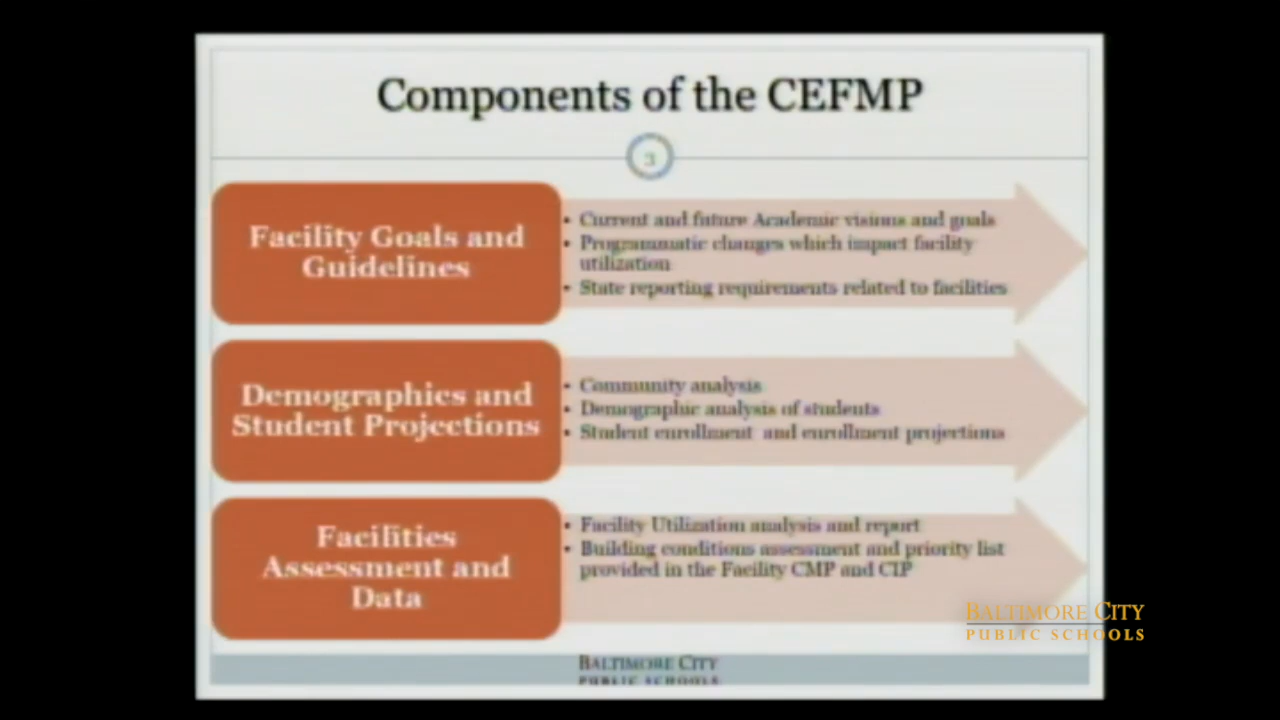 Components of the CEFMP
3
Facility Goals and
Guidelines
• Current and future Academic visions and goals
• Programmatic changes which impact facility
utilization
• State reporting requirements related to facilities
Demographics and
Student Projections
• Community analysis
• Demographic analysis of students
• Student enrollment and enrollment projections
Facilities
Assessment and
Data
• Facility Utilization analysis and report
• Building conditions assessment and priority list
provided in the Facility CMP and CIP
BALTIMORE CITY
PUBLIC SCHOOLS
BALTIMORE CITY
PUBLIC SCHOOLS